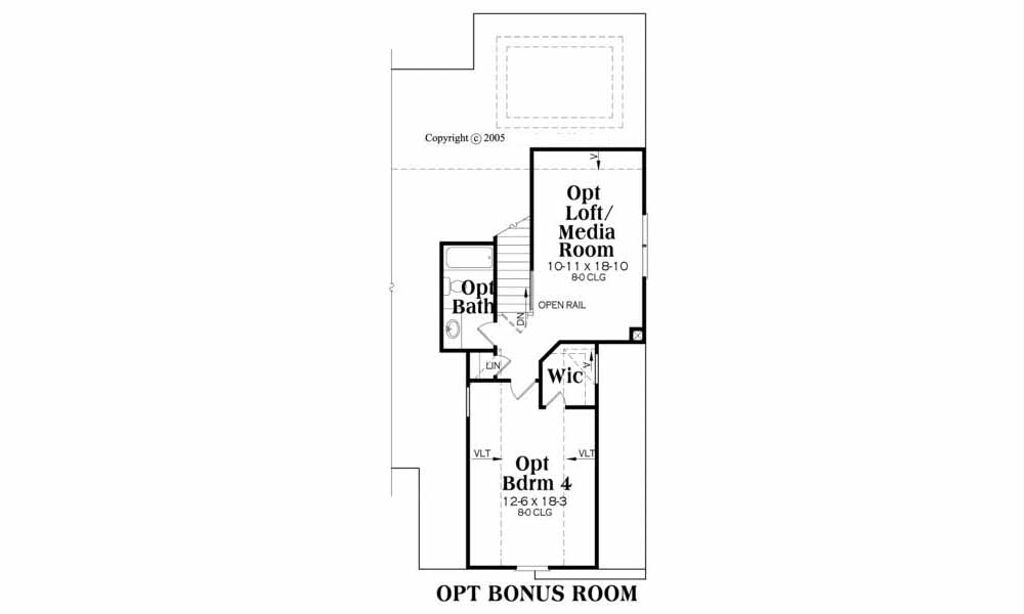 Copyright © 2005
V
Opt
Loft/
Media
Room
10-11 x 18-10
8-0 CLG
Opt
Bath
OPEN RAIL
DN
LIN
Wic
V
VLT
VLT
Opt
Bdrm 4
12-6 x 18-3
8-0 CLG
OPT BONUS ROOM